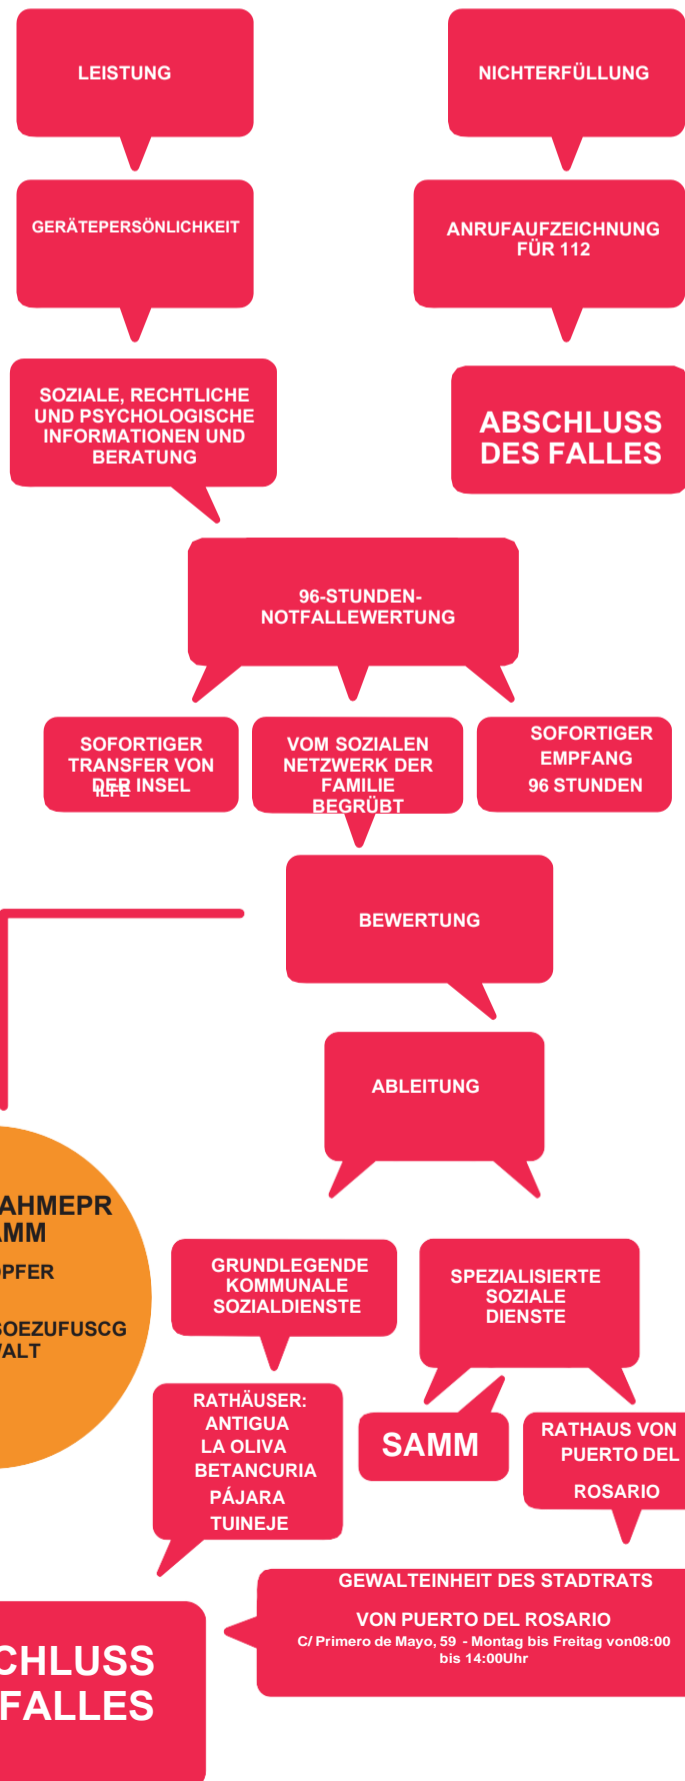 LEISTUNG
NICHTERFÜLLUNG
GERÄTEPERSÖNLICHKEIT
ANRUFAUFZEICHNUNG
FÜR 112
SOZIALE, RECHTLICHE
UND PSYCHOLOGISCHE
INFORMATIONEN UND
BERATUNG
ABSCHLUSS
DES FALLES
96-STUNDEN-
NOTFALLEWERTUNG
SOFORTIGER
TRANSFER VON
DER INSEL
VOM SOZIALEN
NETZWERK DER
FAMILIE
BEGRÜBT
SOFORTIGER
EMPFANG
96 STUNDEN
BEWERTUNG
ABLEITUNG
AHMEPR
AMM
OPFER
SOEZUFUSCG
VALT
GRUNDLEGENDE
KOMMUNALE
SOZIALDIENSTE
SPEZIALISIERTE
SOZIALE
DIENSTE
RATHÄUSER:
ANTIGUA
LA OLIVA
BETANCURIA
PÁJARA
TUINEJE
SAMM
RATHAUS VON
PUERTO DEL
ROSARIO
GEWALTEINHEIT DES STADTRATS
VON PUERTO DEL ROSARIO
C/ Primero de Mayo, 59 - Montag bis Freitag von08:00
bis 14:00Uhr
CHLUSS
FALLES